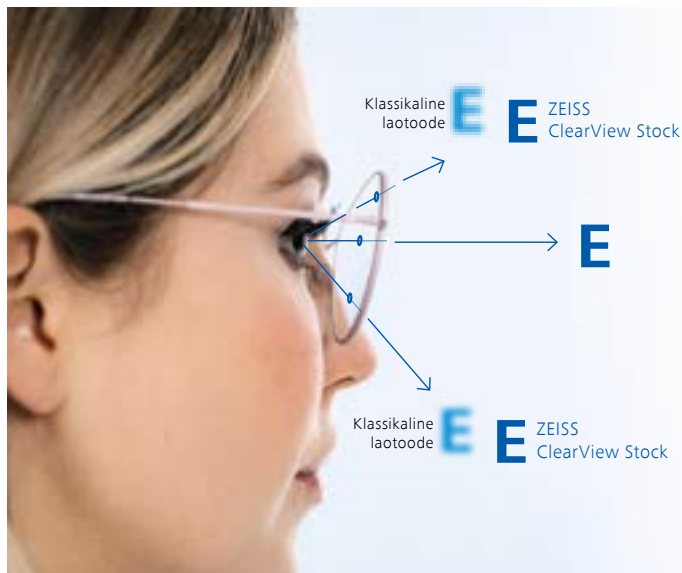 Klassikaline
laotoode
E
E
ZEISS
ClearView Stock
E
Klassikaline
laotoode
E
E
ZEISS
ClearView Stock